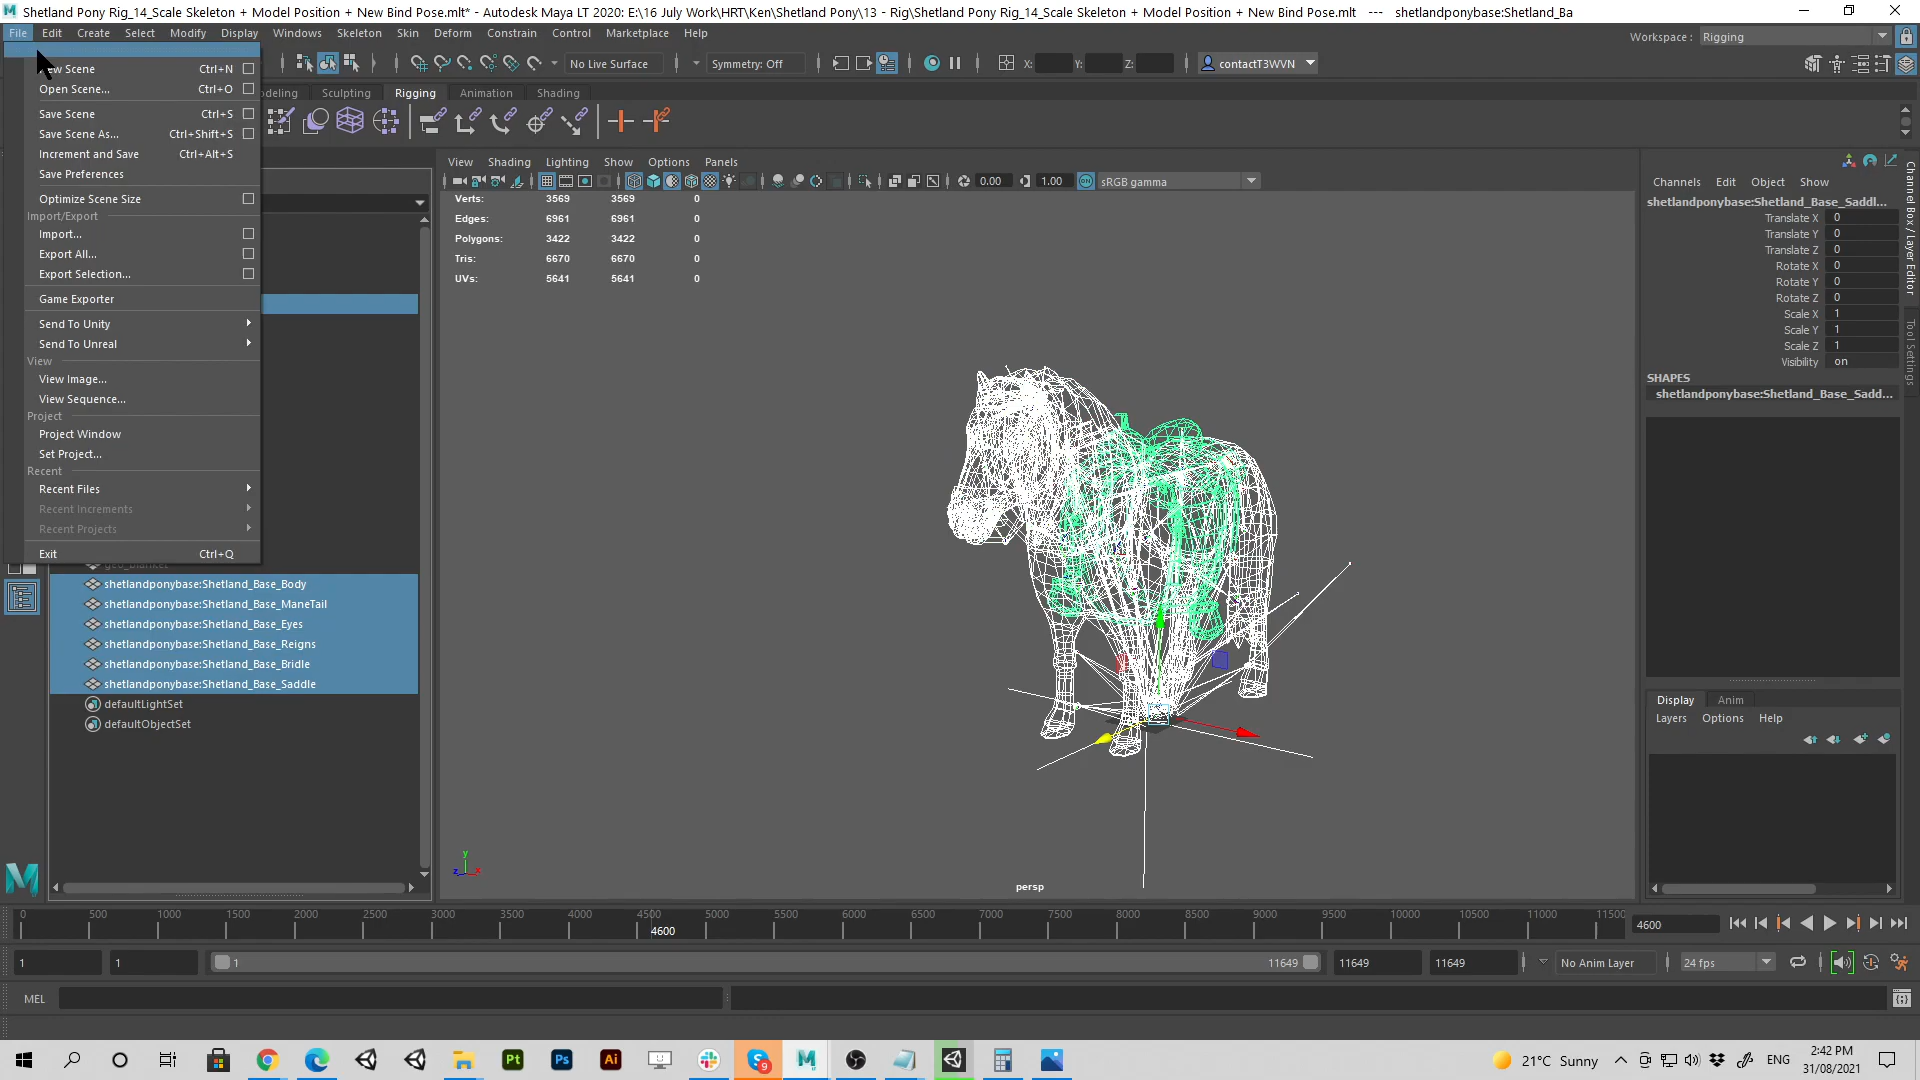 Shetland Pony Rig_14_Scale Skeleton + Model Position + New Bind Pose.mlt* - Autodesk Maya LT 2020: E:\16 July Work\HRT\Ken\Shetland Pony\13 - Rig\Shetland Pony Rig_14_Scale Skeleton + Model Position + New Bind Pose.mlt --- shetlandponybase:Shetland_Ba
File Edit Create Select Modify Display Windows Skeleton Skin Deform Constrain Control Marketplace Help
Workspace : Rigging
No Live Surface Symmetry: Off X: Y: Z: contactT3WVN
Sculpting Rigging Animation Shading
New Scene Ctrl+N
Open Scene... Ctrl+O
Save Scene Ctrl+S
Save Scene As... Ctrl+Shift+S
Increment and Save Ctrl+Alt+S
Save Preferences
Optimize Scene Size
Import/Export
Import...
Export All...
Export Selection...
Game Exporter
Send To Unity
Send To Unreal
View
View Image...
View Sequence...
Project
Project Window
Set Project...
Recent
Recent Files
Recent Increments
Recent Projects
Exit Ctrl+Q
shetlandponybase:Shetland_Base_Body
shetlandponybase:Shetland_Base_ManeTail
shetlandponybase:Shetland_Base_Eyes
shetlandponybase:Shetland_Base_Reigns
shetlandponybase:Shetland_Base_Bridle
shetlandponybase:Shetland_Base_Saddle
defaultLightSet
defaultObjectSet
View Shading Lighting Show Options Panels
0.00 1.00 ON sRGB gamma
Verts: 3569 3569 0
Edges: 6961 6961 0
Polygons: 3422 3422 0
Tris: 6670 6670 0
UVs: 5641 5641 0
y
z x
persp
Channels Edit Object Show
shetlandponybase:Shetland_Base_Saddl...
Translate X 0
Translate Y 0
Translate Z 0
Rotate X 0
Rotate Y 0
Rotate Z 0
Scale X 1
Scale Y 1
Scale Z 1
Visibility on
SHAPES
shetlandponybase:Shetland_Base_Sadd...
Channel Box / Layer Editor
Tool Settings
Display Anim
Layers Options Help
0 500 1000 1500 2000 2500 3000 3500 4000 4500 5000 5500 6000 6500 7000 7500 8000 8500 9000 9500 10000 10500 11000 11500
4600
4600
1 1 1 11649 11649 11649 No Anim Layer 24 fps
MEL
Pt Ps Ai 9 M
21°C Sunny ENG
2:42 PM
31/08/2021